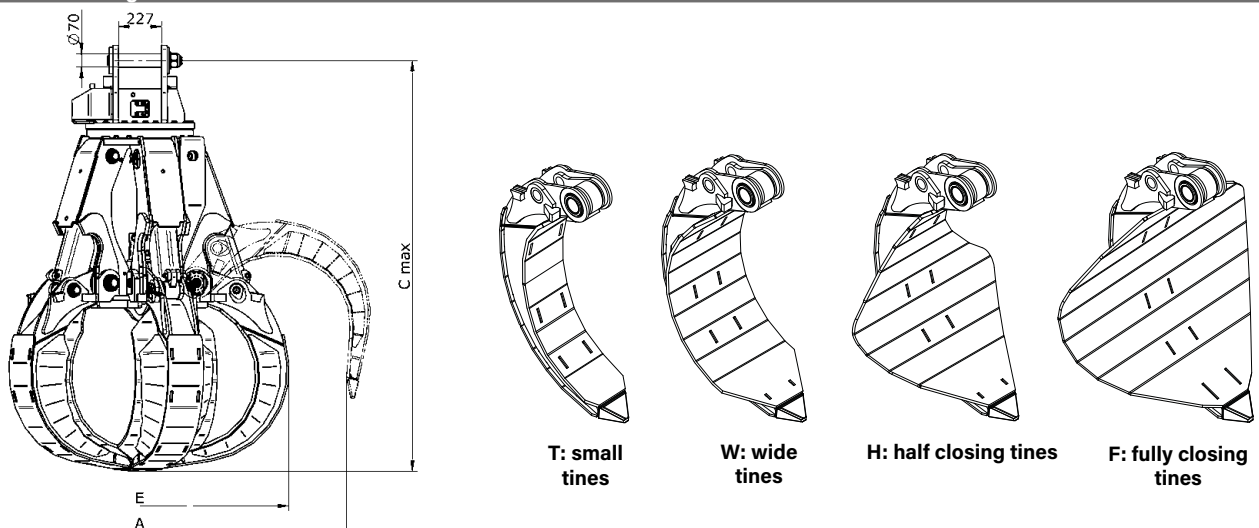 227
Ø70
C max
E
A
T: small
tines
W: wide
tines
H: half closing tines
F: fully closing
tines